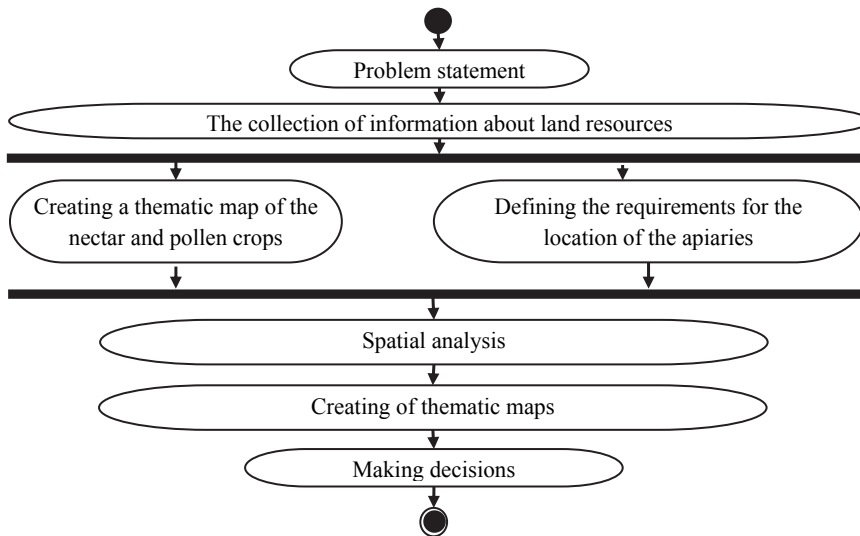 Problem statement
The collection of information about land resources
Creating a thematic map of the
nectar and pollen crops
Defining the requirements for the
location of the apiaries
Spatial analysis
Creating of thematic maps
Making decisions